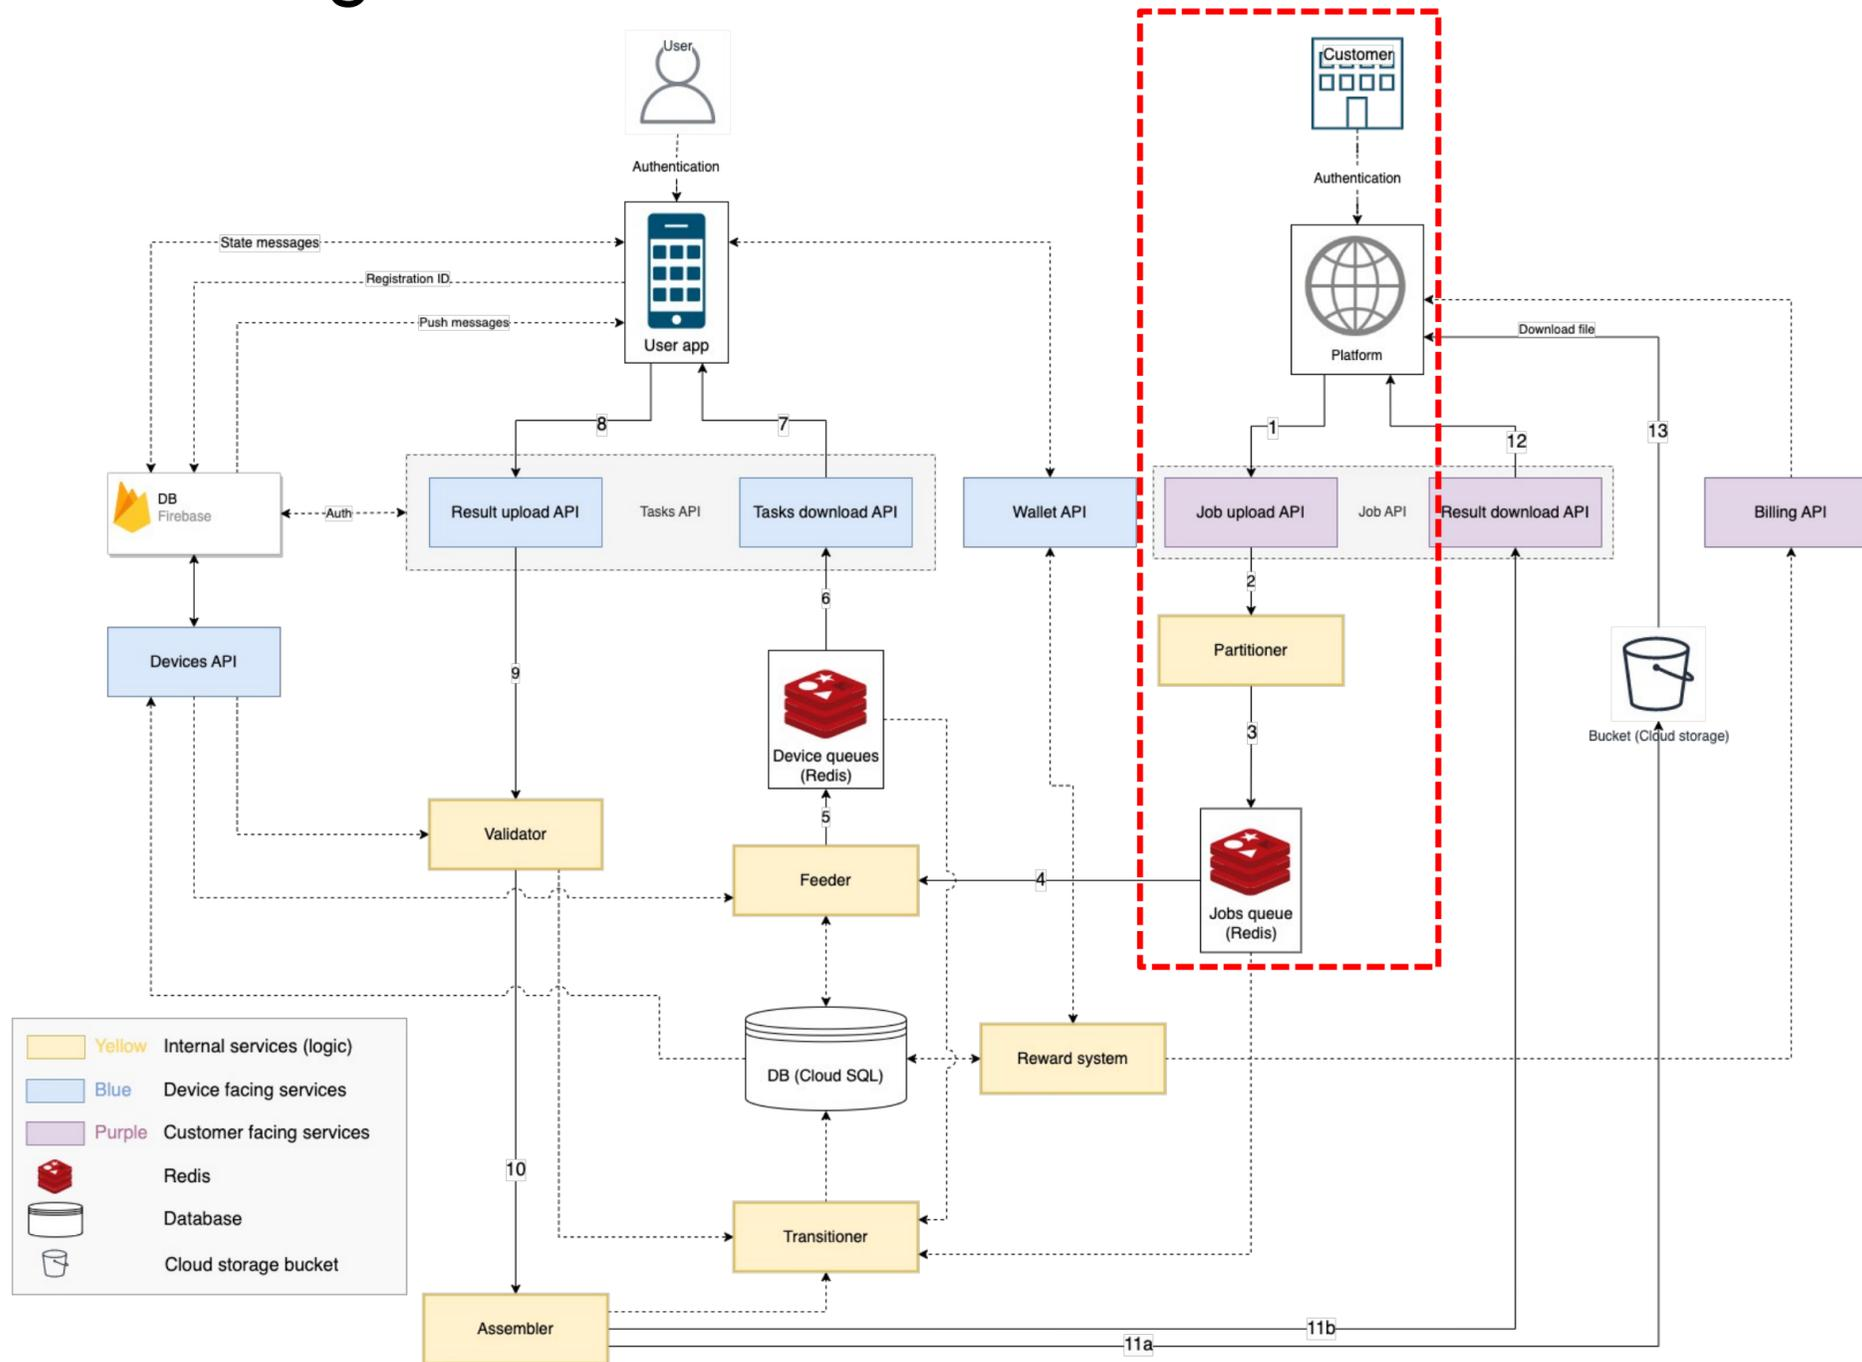 g
User
Customer
Authentication
Authentication
State messages
Registration ID
Push messages
User app
Platform
Download file
8
7
1
12
13
DB
Firebase
Auth
Result upload API
Tasks API
Tasks download API
Wallet API
Job upload API
Job API
Result download API
Billing API
2
6
Partitioner
Devices API
9
3
Device queues
(Redis)
Bucket (Cloud storage)
5
Validator
Feeder
4
Jobs queue
(Redis)
Yellow Internal services (logic)
Blue Device facing services
Purple Customer facing services
Redis
Database
Cloud storage bucket
DB (Cloud SQL)
Reward system
10
Transitioner
Assembler
11b
11a